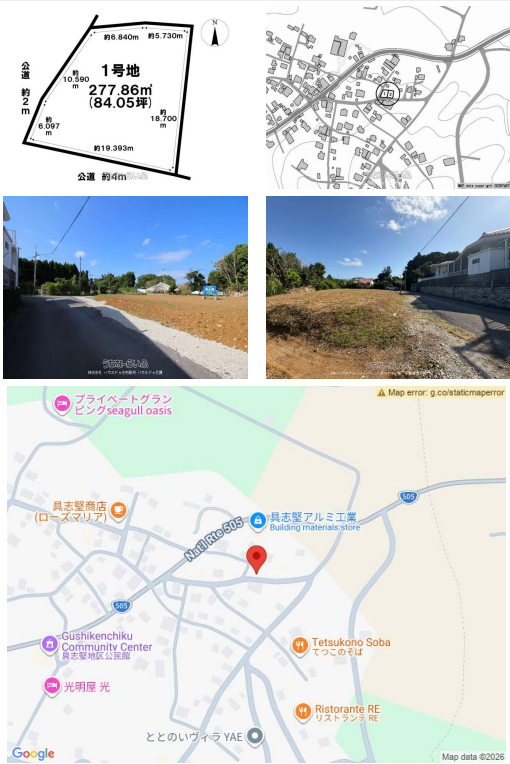 約6.840m
約5.730m
N
1号地
277.86㎡
(84.05坪)
公道 約2m
約
10.590
m
約
6.097
m
約
18.700
m
約19.393m
公道 約4m
うちなーらいふ
Map error: g.co/staticmaperror
プライベートグラン
ピングseagull oasis
505
具志堅商店
(ローズマリア)
具志堅アルミ工業
Building materials store
Nat'l Rte 505
505
Gushikenchiku
Community Center
具志堅地区公民館
Tetsukono Soba
てつこのそば
光明屋 光
Ristorante RE
リストランテ RE
ととのいヴィラ YAE
Google
Map data ©2026